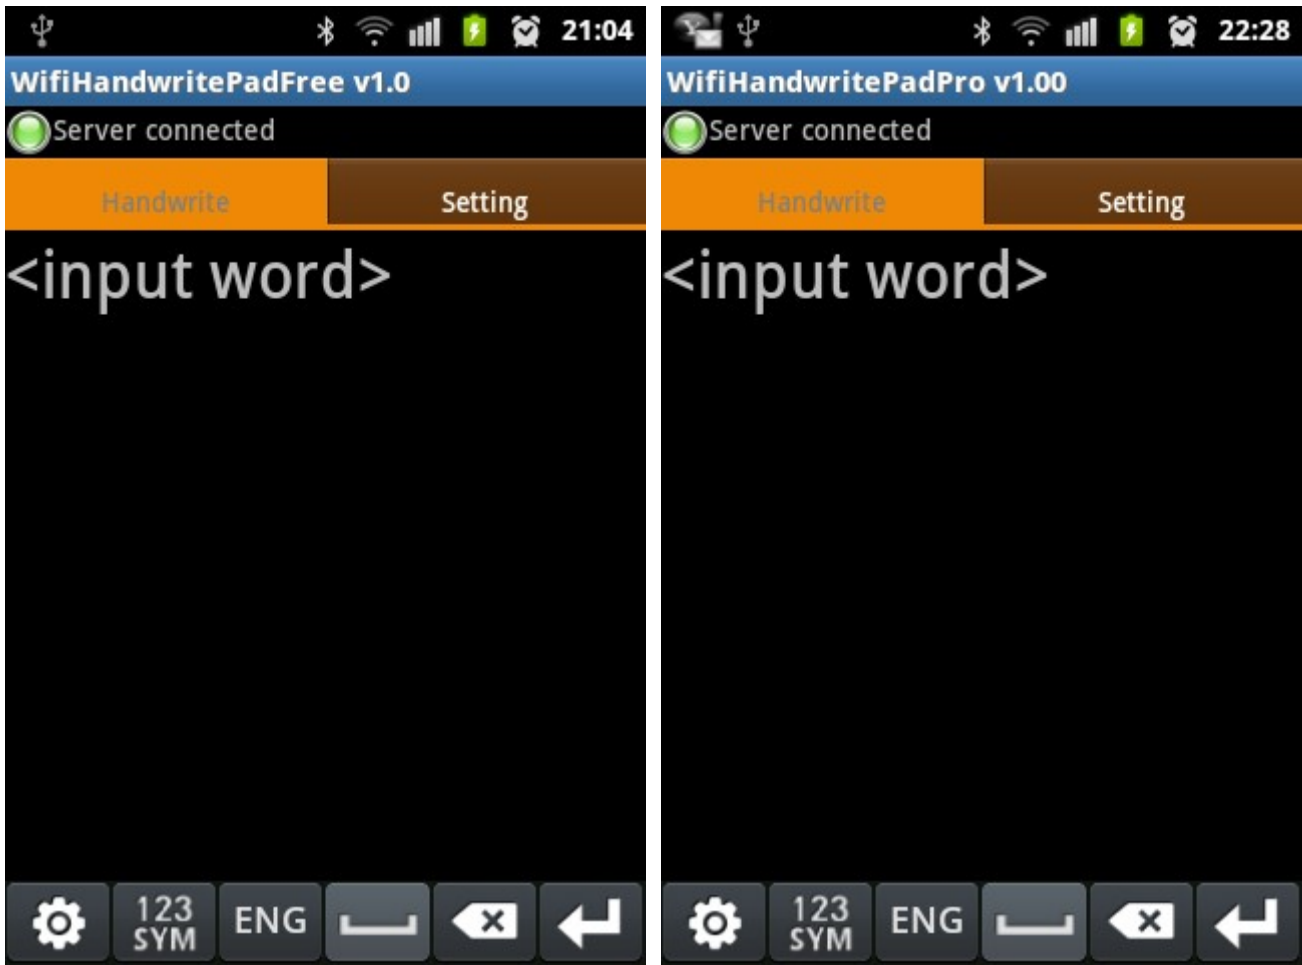 21:04
WifiHandwritePadFree v1.0
Server connected
Handwrite Setting
<input word>
123
SYM
ENG
22:28
WifiHandwritePadPro v1.00
Server connected
Handwrite Setting
<input word>
123
SYM
ENG